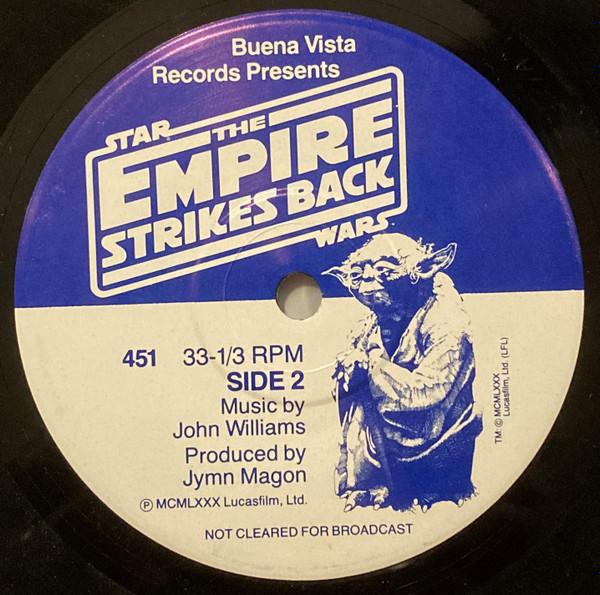 Buena Vista
Records Presents
STAR THE
EMPIRE
STRIKES BACK
WARS
451 33-1/3 RPM
SIDE 2
Music by
John Williams
Produced by
Jymn Magon
Ⓟ MCMLXXX Lucasfilm, Ltd.
TM: © MCMLXXX
Lucasfilm, Ltd. (LFL)
NOT CLEARED FOR BROADCAST